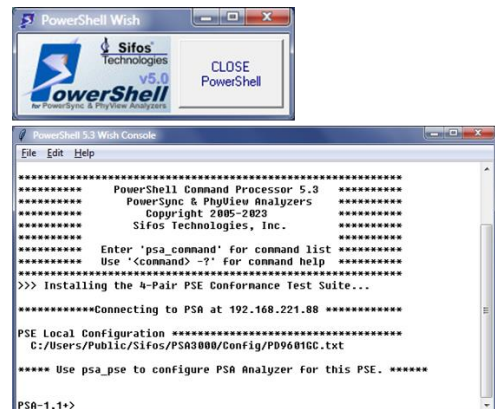 PowerShell Wish
Sifos
Technologies
v5.0
PowerShell
for PowerSync & PhyView Analyzers
CLOSE
PowerShell
PowerShell 5.3 Wish Console
File Edit Help
****************************************************************
********** PowerShell Command Processor 5.3 **********
********** PowerSync & PhyView Analyzers **********
********** Copyright 2005-2023 **********
********** Sifos Technologies, Inc. **********
********** **********
********** Enter 'psa_command' for command list **********
********** Use '<command> -?' for command help **********
****************************************************************
>>> Installing the 4-Pair PSE Conformance Test Suite...
************Connecting to PSA at 192.168.221.88 ************
PSE Local Configuration **************************************
C:/Users/Public/Sifos/PSA3000/Config/PD9601GC.txt
***** Use psa_pse to configure PSA Analyzer for this PSE. ******
PSA-1,1+>